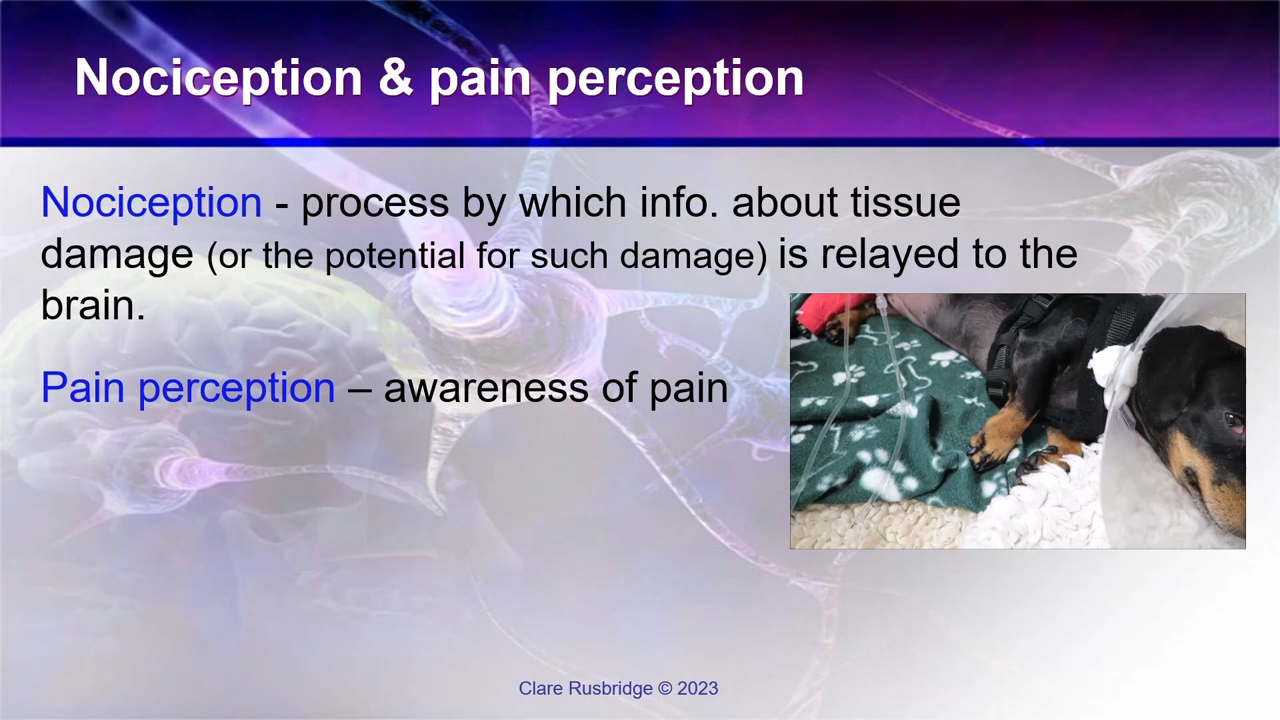 Nociception & pain perception
Nociception - process by which info. about tissue
damage (or the potential for such damage) is relayed to the
brain.
Pain perception – awareness of pain
Clare Rusbridge © 2023